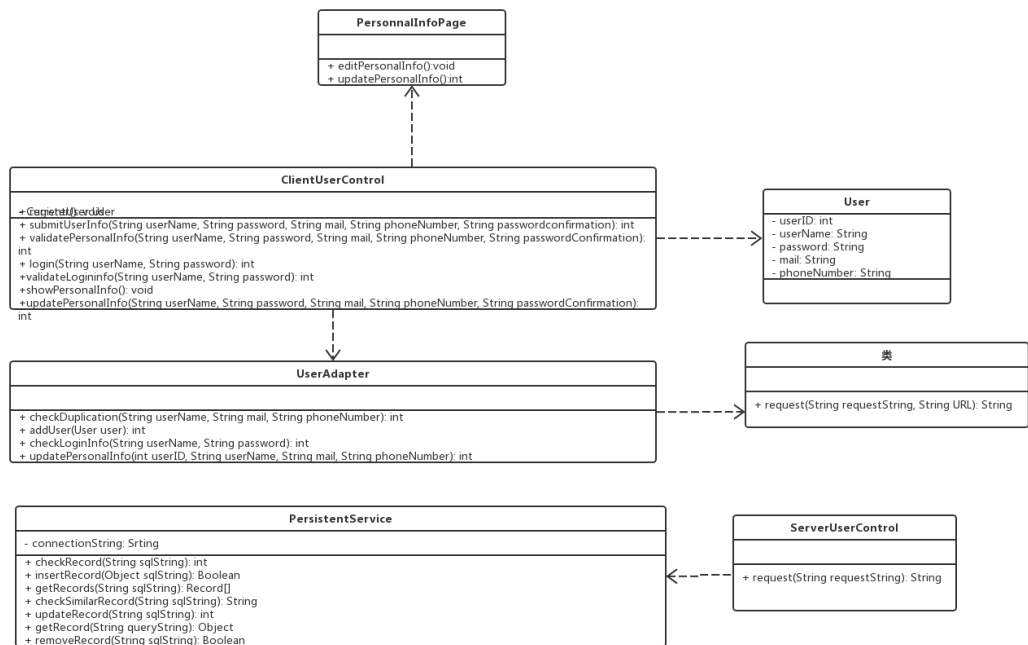 PersonnalInfoPage
+ editPersonalInfo():void
+ updatePersonalInfo():int
ClientUserControl
+ submitUserInfo(String userName, String password, String mail, String phoneNumber, String passwordconfirmation): int
+ validatePersonalInfo(String userName, String password, String mail, String phoneNumber, String passwordConfirmation):
int
+ login(String userName, String password): int
+validateLogininfo(String userName, String password): int
+showPersonalInfo(): void
+updatePersonalInfo(String userName, String password, String mail, String phoneNumber, String passwordConfirmation):
int
User
- userID: int
- userName: String
- password: String
- mail: String
- phoneNumber: String
UserAdapter
+ checkDuplication(String userName, String mail, String phoneNumber): int
+ addUser(User user): int
+ checkLoginInfo(String userName, String password): int
+ updatePersonalInfo(int userID, String userName, String mail, String phoneNumber): int
类
+ request(String requestString, String URL): String
PersistentService
- connectionString: Srting
+ checkRecord(String sqlString): int
+ insertRecord(Object sqlString): Boolean
+ getRecords(String sqlString): Record[]
+ checkSimilarRecord(String sqlString): String
+ updateRecord(String sqlString): int
+ getRecord(String queryString): Object
+ removeRecord(String sqlString): Boolean
ServerUserControl
+ request(String requestString): String